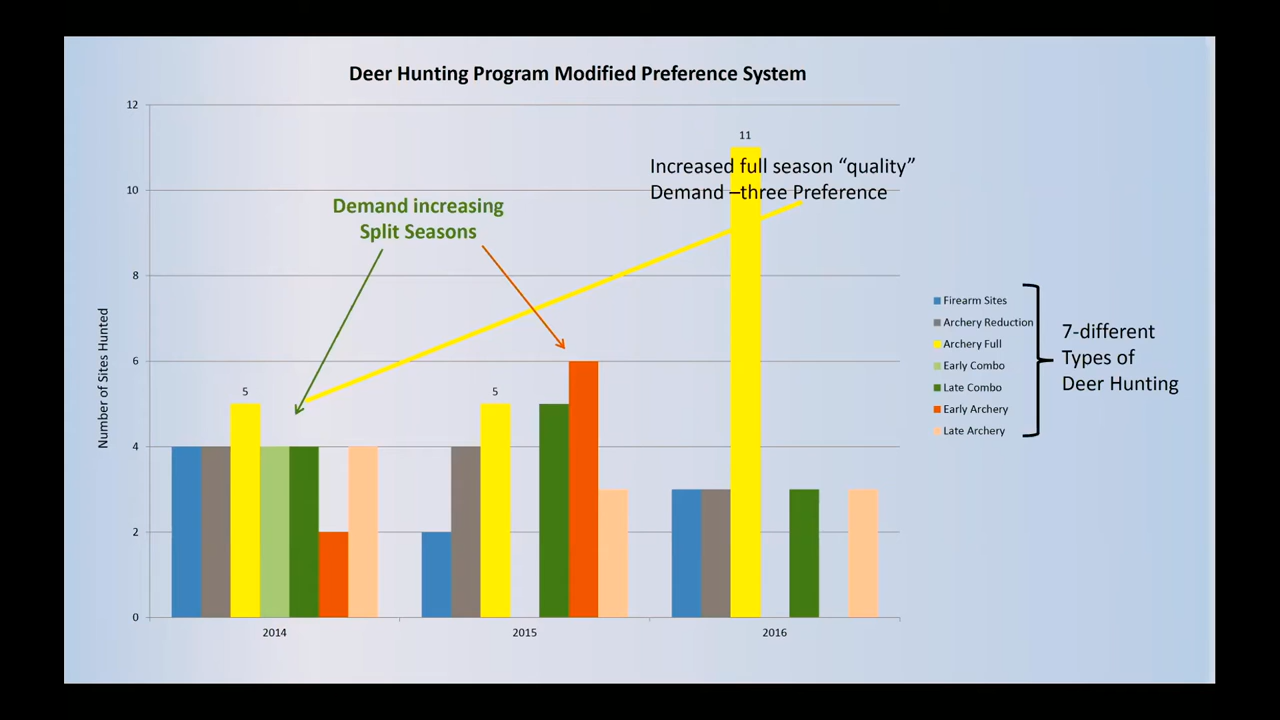 Deer Hunting Program Modified Preference System
12
10
8
6
4
2
0
Number of Sites Hunted
11
Increased full season “quality”
Demand –three Preference
Demand increasing
Split Seasons
5
5
2014
2015
2016
Firearm Sites
Archery Reduction
Archery Full
Early Combo
Late Combo
Early Archery
Late Archery
7-different
Types of
Deer Hunting